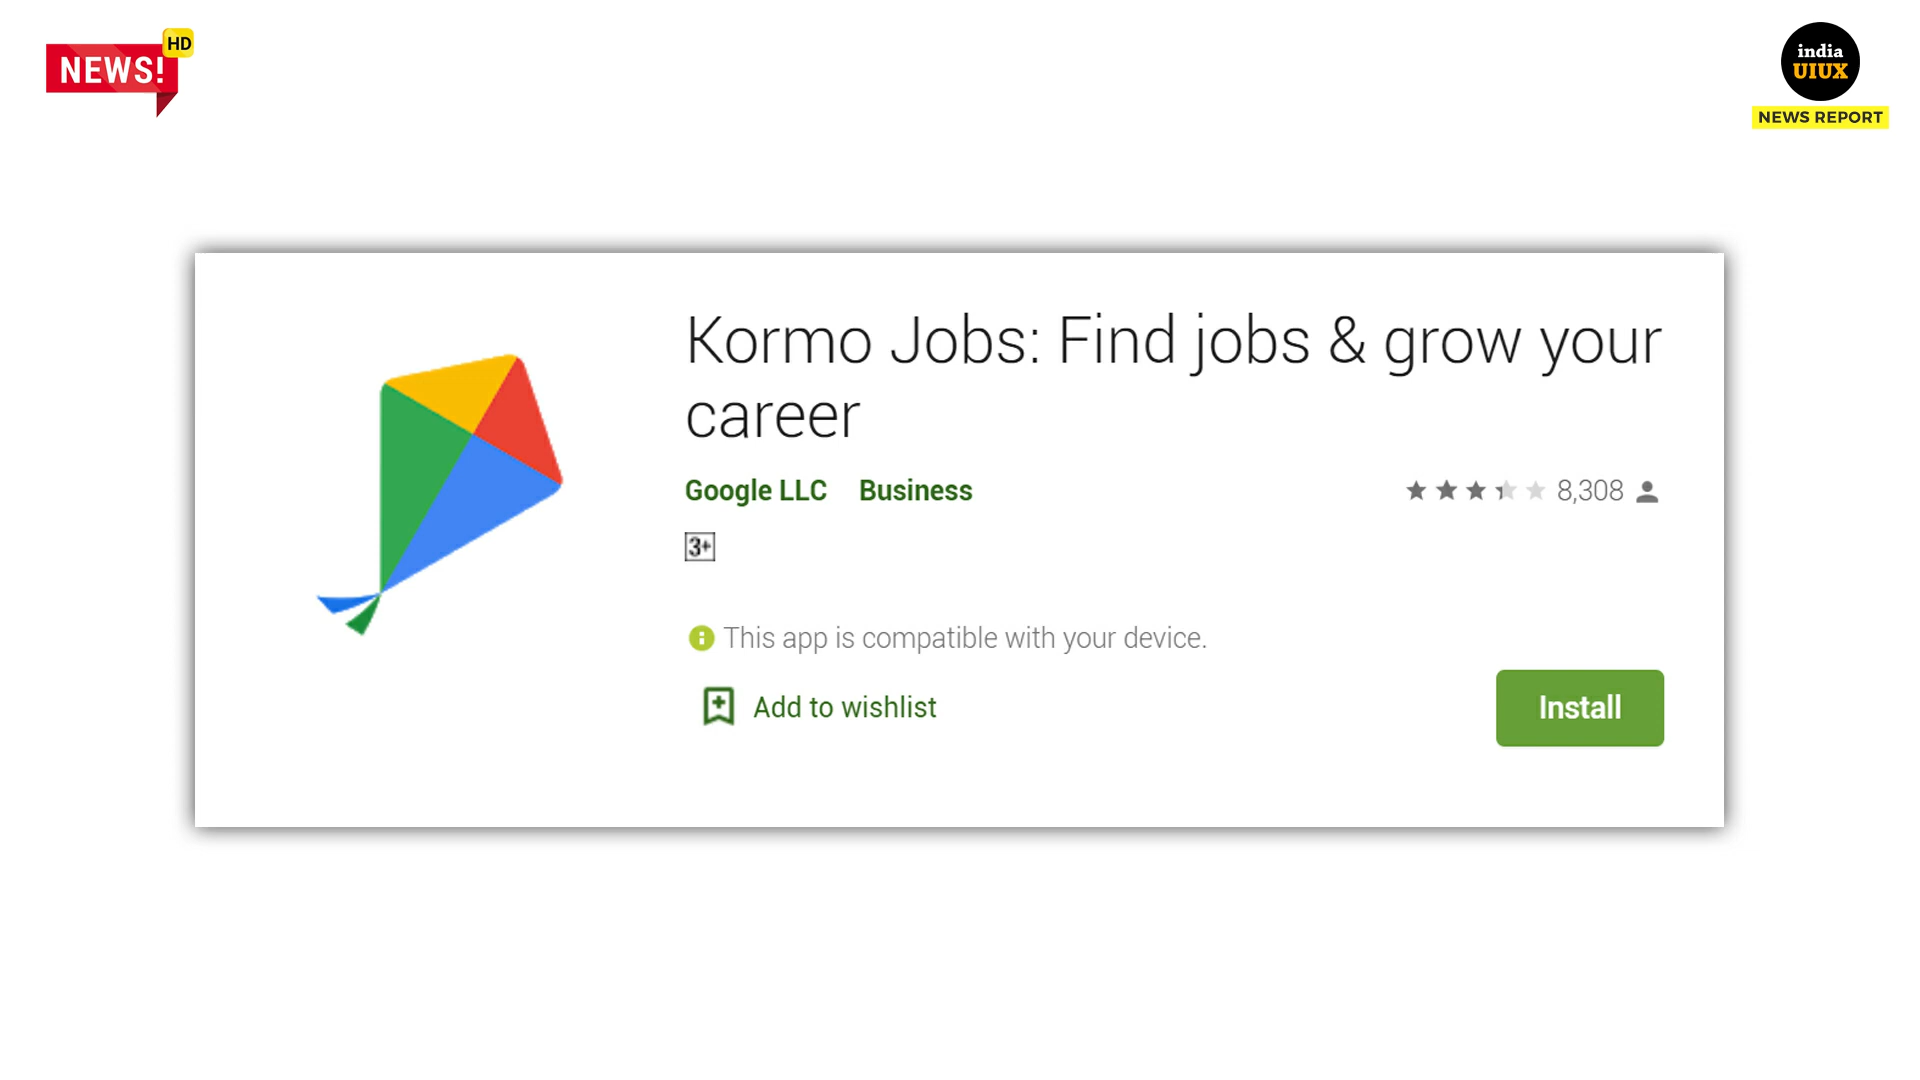 NEWS!
HD
india
UIUX
NEWS REPORT
Kormo Jobs: Find jobs & grow your
career
Google LLC Business
8,308
3+
This app is compatible with your device.
Add to wishlist
Install